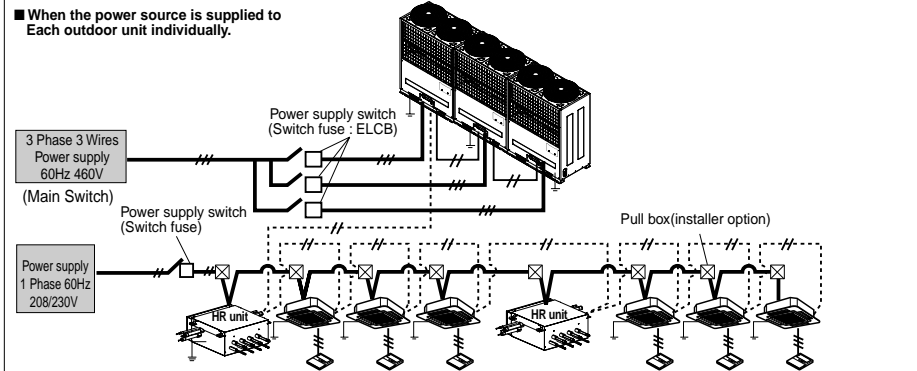 ■ When the power source is supplied to
Each outdoor unit individually.
Power supply switch
(Switch fuse : ELCB)
3 Phase 3 Wires
Power supply
60Hz 460V
(Main Switch)
Power supply switch
(Switch fuse)
Pull box(installer option)
Power supply
1 Phase 60Hz
208/230V
HR unit
HR unit